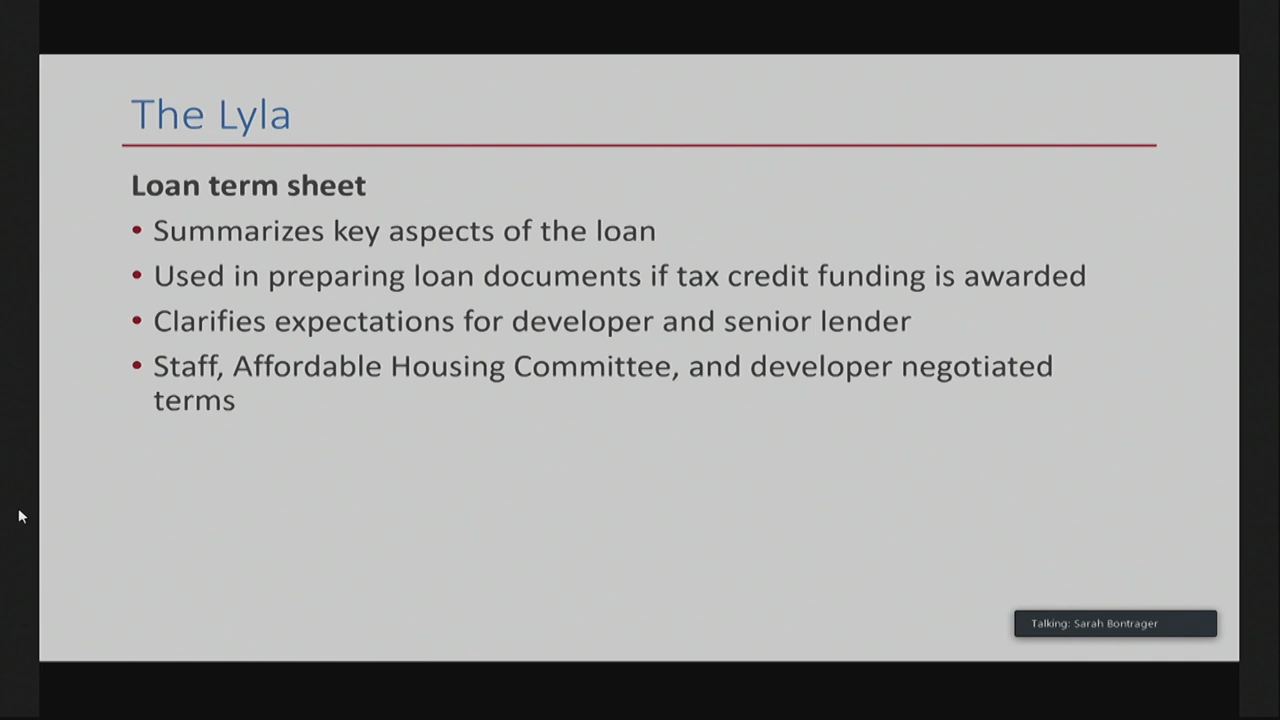 The Lyla
Loan term sheet
• Summarizes key aspects of the loan
• Used in preparing loan documents if tax credit funding is awarded
• Clarifies expectations for developer and senior lender
• Staff, Affordable Housing Committee, and developer negotiated
terms
Talking: Sarah Bontrager